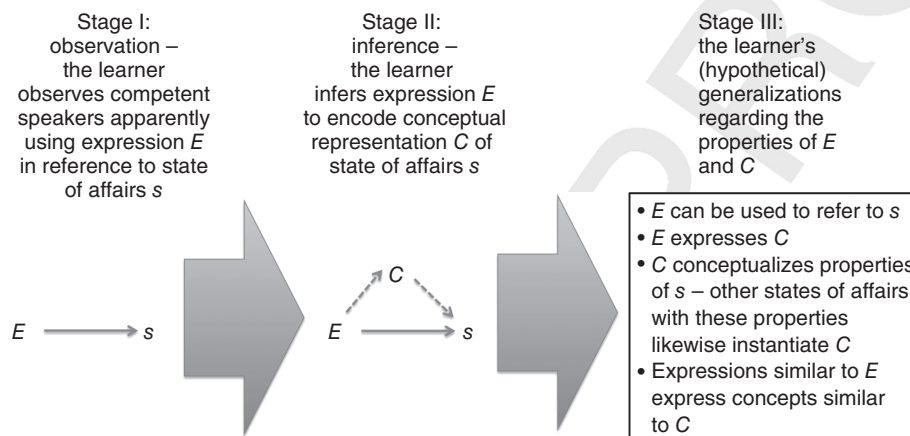 Stage I:
observation –
the learner
observes competent
speakers apparently
using expression E
in reference to state
of affairs s
Stage II:
inference –
the learner
infers expression E
to encode conceptual
representation C of
state of affairs s
Stage III:
the learner's
(hypothetical)
generalizations
regarding the
properties of E
and C
E s
C
E s
• E can be used to refer to s
• E expresses C
• C conceptualizes properties
of s – other states of affairs
with these properties
likewise instantiate C
• Expressions similar to E
express concepts similar
to C